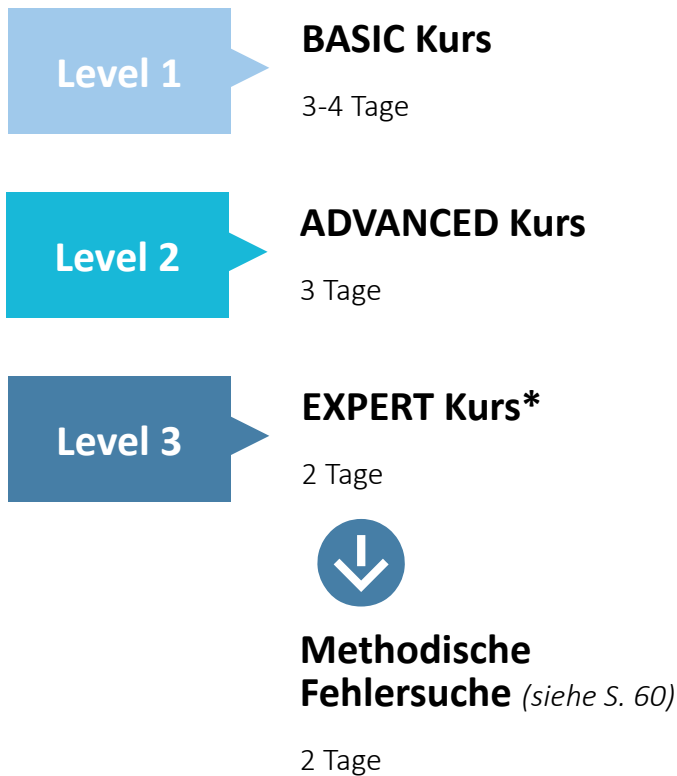 Level 1
BASIC Kurs
3-4 Tage
Level 2
ADVANCED Kurs
3 Tage
Level 3
EXPERT Kurs*
2 Tage
Methodische
Fehlersuche (siehe S. 60)
2 Tage